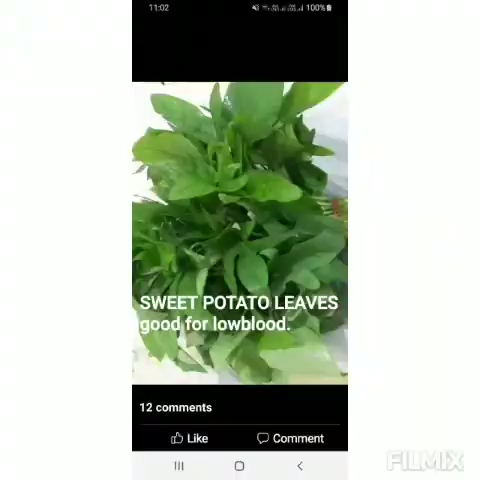 11:02
100%
SWEET POTATO LEAVES
good for lowblood.
12 comments
Like
Comment
FILMIX